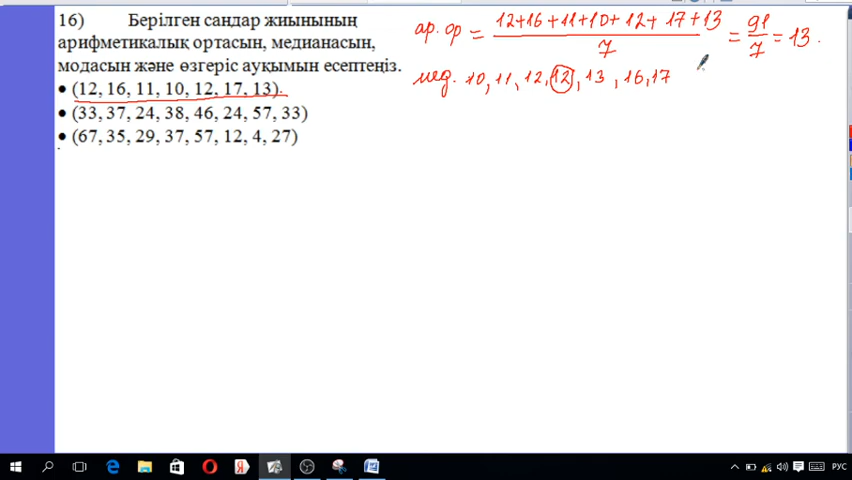 16) Берілген сандар жиынының
арифметикалық ортасын, медианасын,
модасын және өзгеріс ауқымын есептеңіз.
• (12, 16, 11, 10, 12, 17, 13).
• (33, 37, 24, 38, 46, 24, 57, 33)
• (67, 35, 29, 37, 57, 12, 4, 27)
ар. ор = 12+16+11+10+12+17+13 / 7 = 91 / 7 = 13.
мед. 10, 11, 12, 12, 13, 16, 17
РУС